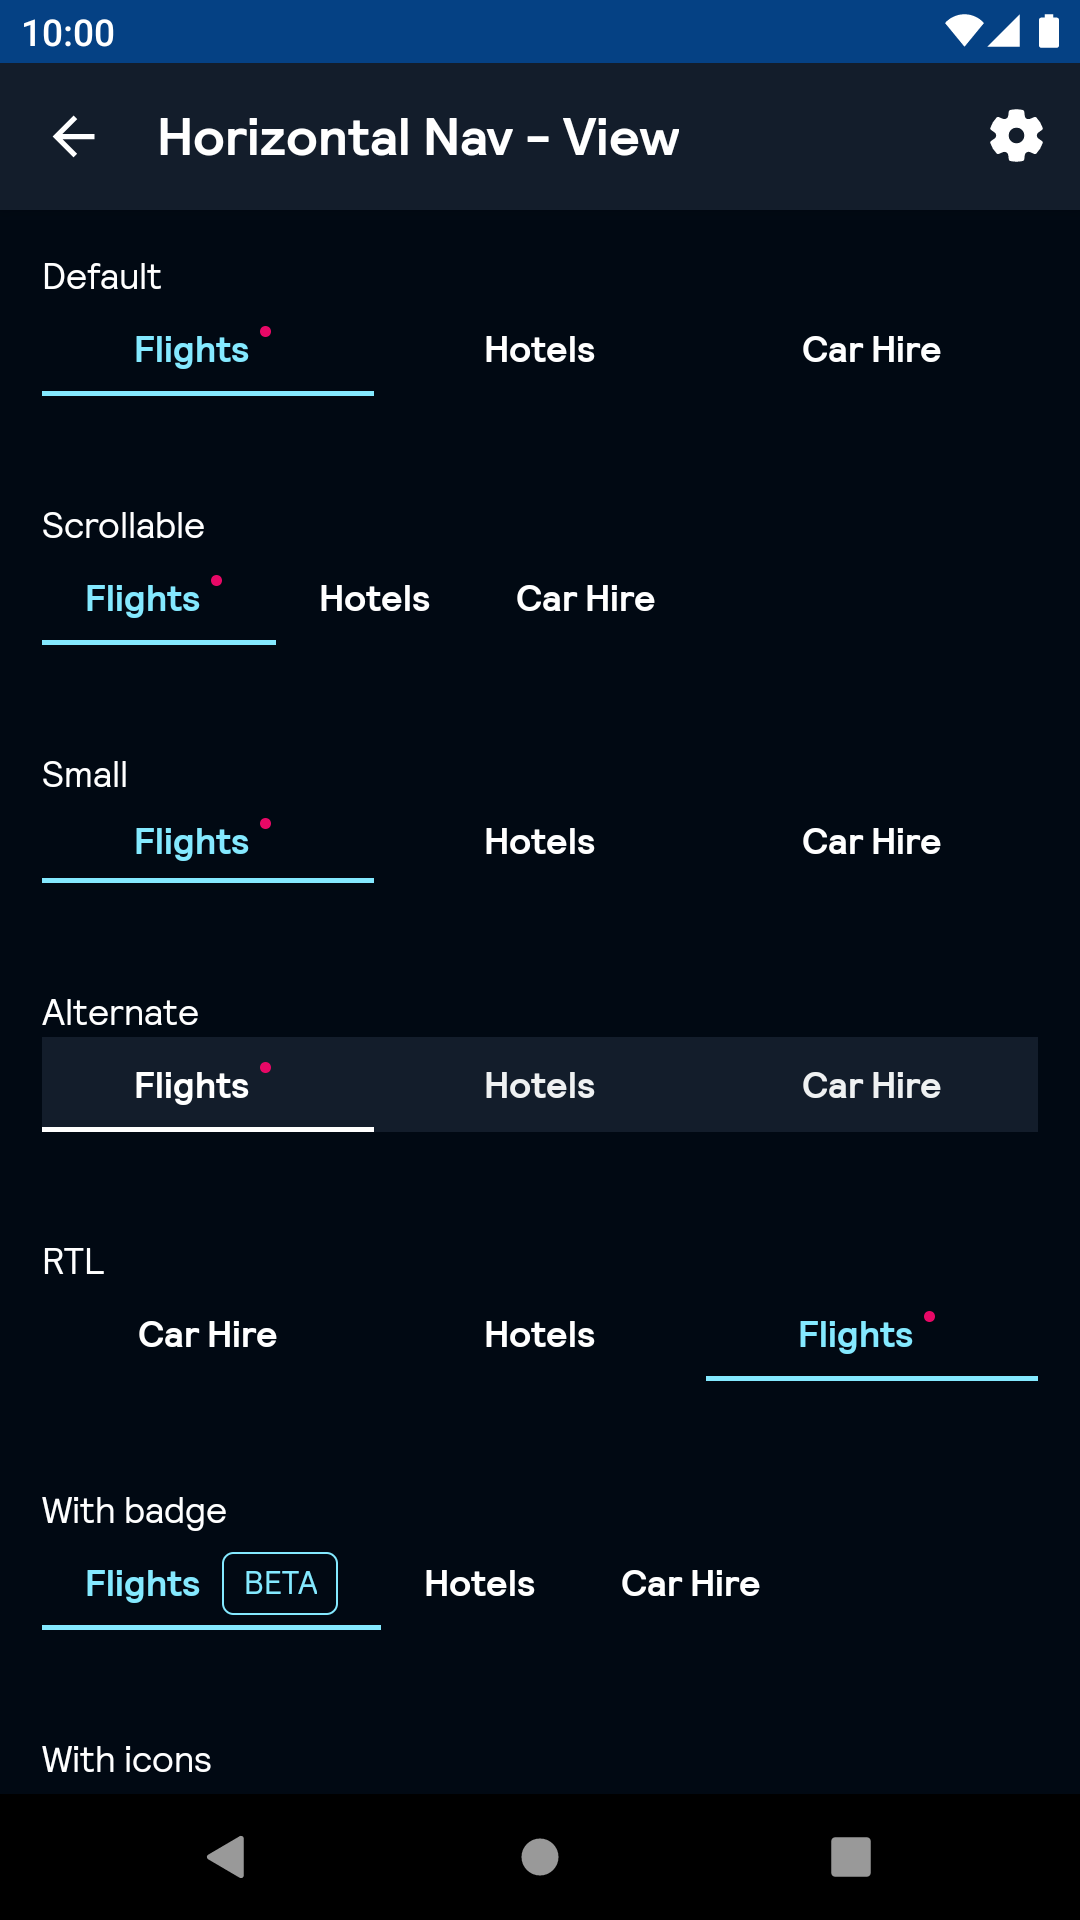 10:00
Horizontal Nav - View
Default
Flights Hotels Car Hire
Scrollable
Flights Hotels Car Hire
Small
Flights Hotels Car Hire
Alternate
Flights Hotels Car Hire
RTL
Car Hire Hotels Flights
With badge
Flights BETA Hotels Car Hire
With icons